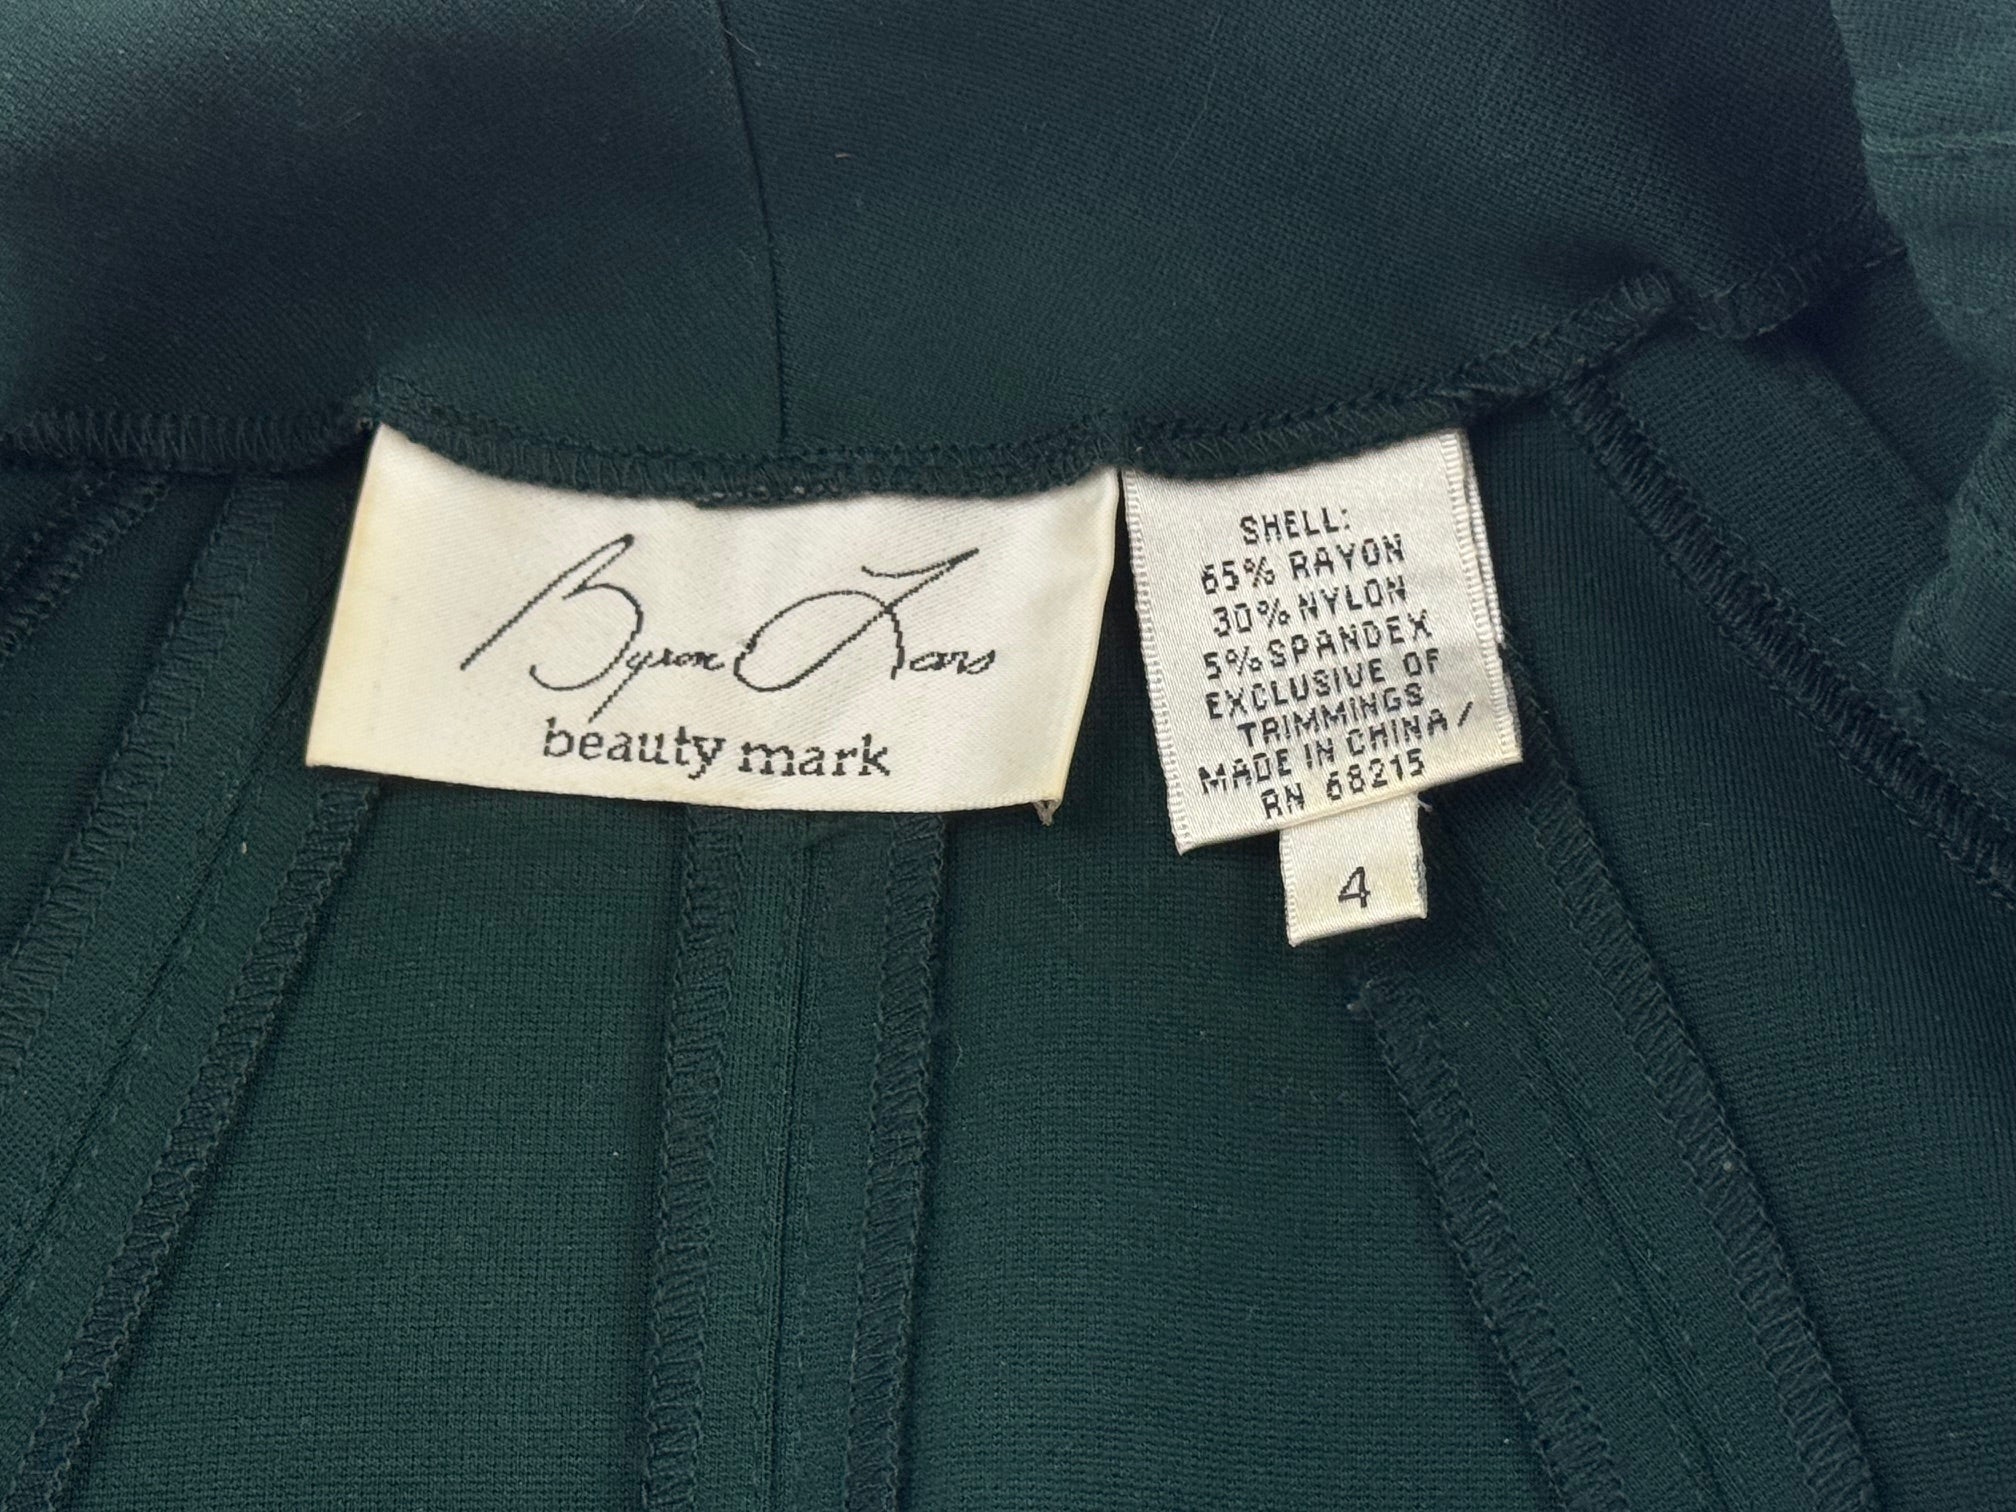 Byron Lars
beauty mark
SHELL:
65% RAYON
30% NYLON
5% SPANDEX
EXCLUSIVE OF
TRIMMINGS
MADE IN CHINA/
RN 68215
4